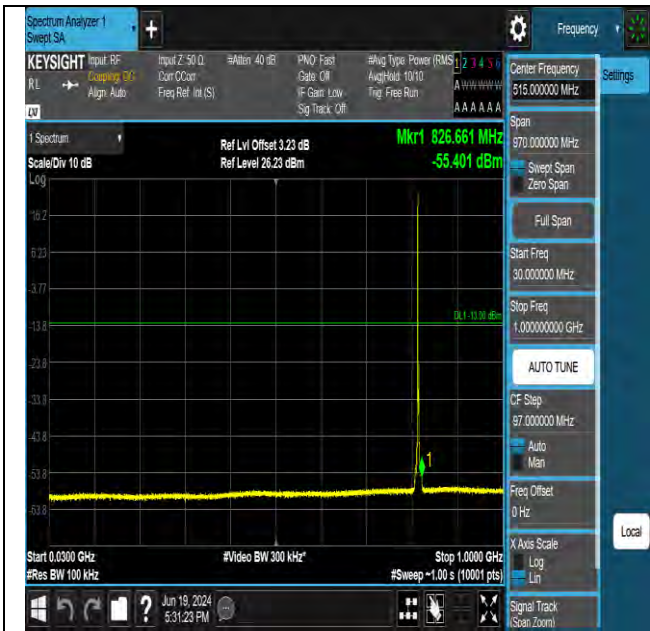 Spectrum Analyzer 1
Swept SA
+
Frequency
KEYSIGHT
RL
Input: RF
Coupling: DC
Align: Auto
Input Z: 50 Ω
Corr CCorr
Freq Ref: Int (S)
#Atten: 40 dB
PNO: Fast
Gate: Off
IF Gain: Low
Sig Track: Off
#Avg Type: Power (RMS
Avg|Hold: 10/10
Trig: Free Run
1 2 3 4 5 6
A W W W W W
A A A A A A
Center Frequency
515.000000 MHz
Settings
1 Spectrum
Scale/Div 10 dB
Log
Ref Lvl Offset 3.23 dB
Ref Level 26.23 dBm
Mkr1 826.661 MHz
-55.401 dBm
Span
970.000000 MHz
Swept Span
Zero Span
Full Span
Start Freq
30.000000 MHz
Stop Freq
1.000000000 GHz
AUTO TUNE
CF Step
97.000000 MHz
Auto
Man
Freq Offset
0 Hz
X Axis Scale
Log
Lin
Signal Track
(Span Zoom)
Local
16.2
6.23
-3.77
-13.8
-23.8
-33.8
-43.8
-53.8
-63.8
DL1 -13.00 dBm
1
Start 0.0300 GHz
#Res BW 100 kHz
#Video BW 300 kHz*
Stop 1.0000 GHz
#Sweep ~1.00 s (10001 pts)
?
Jun 19, 2024
5:31:23 PM